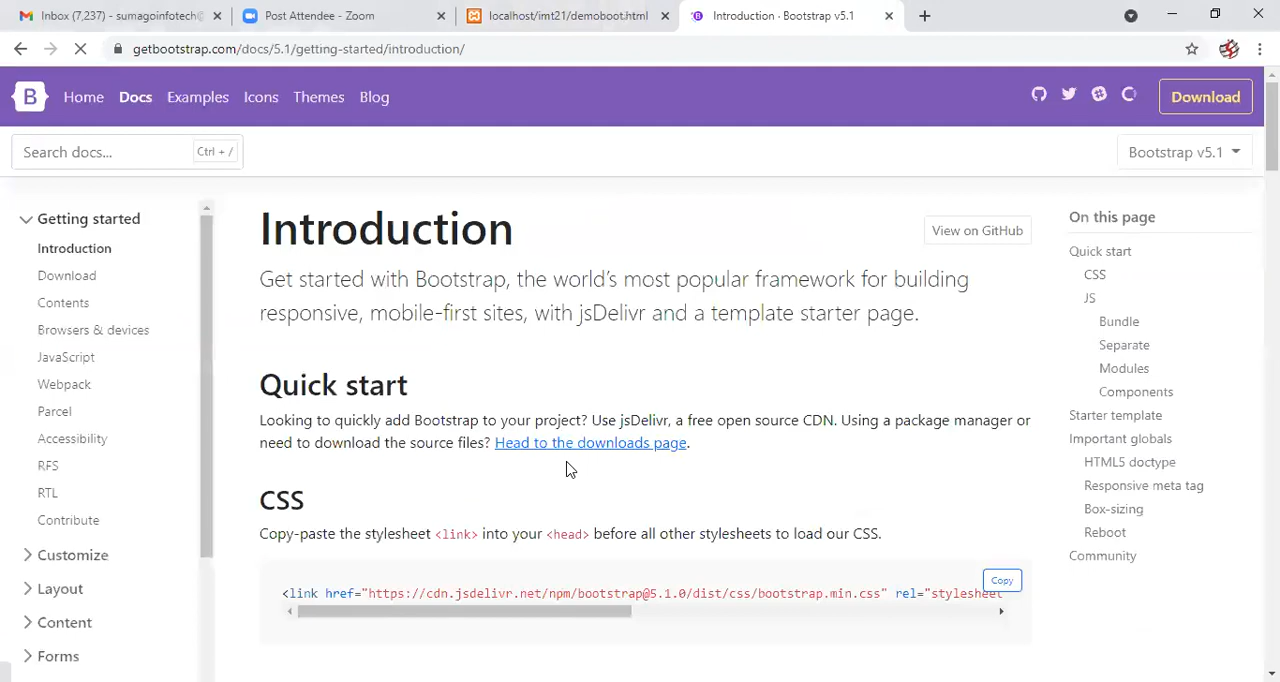 Inbox (7,237) - sumagoinfotech@
Post Attendee - Zoom
localhost/imt21/demoboot.html
Introduction · Bootstrap v5.1
getbootstrap.com/docs/5.1/getting-started/introduction/
B
Home
Docs
Examples
Icons
Themes
Blog
Download
Search docs...
Ctrl + /
Bootstrap v5.1
Getting started
Introduction
Download
Contents
Browsers & devices
JavaScript
Webpack
Parcel
Accessibility
RFS
RTL
Contribute
Customize
Layout
Content
Forms
Introduction
View on GitHub
Get started with Bootstrap, the world's most popular framework for building
responsive, mobile-first sites, with jsDelivr and a template starter page.
Quick start
Looking to quickly add Bootstrap to your project? Use jsDelivr, a free open source CDN. Using a package manager or
need to download the source files? Head to the downloads page.
CSS
Copy-paste the stylesheet <link> into your <head> before all other stylesheets to load our CSS.
Copy
<link href="https://cdn.jsdelivr.net/npm/bootstrap@5.1.0/dist/css/bootstrap.min.css" rel="stylesheet
On this page
Quick start
CSS
JS
Bundle
Separate
Modules
Components
Starter template
Important globals
HTML5 doctype
Responsive meta tag
Box-sizing
Reboot
Community